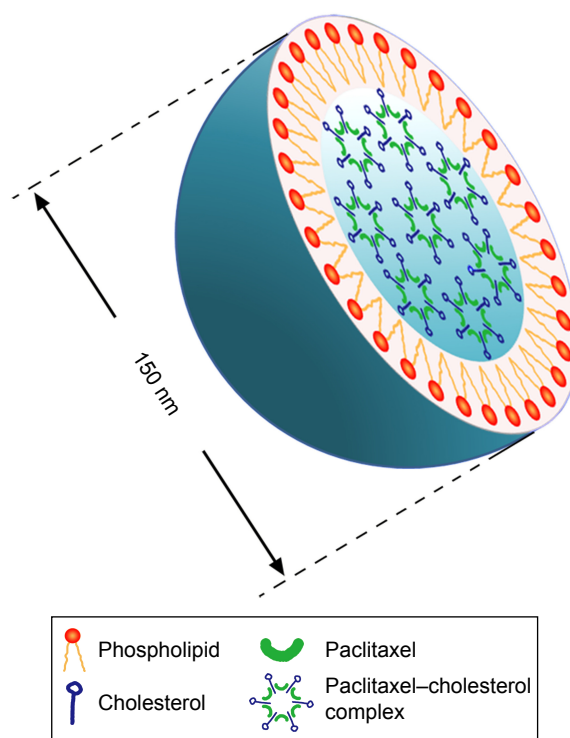 150 nm
Phospholipid
Paclitaxel
Cholesterol
Paclitaxel–cholesterol
complex